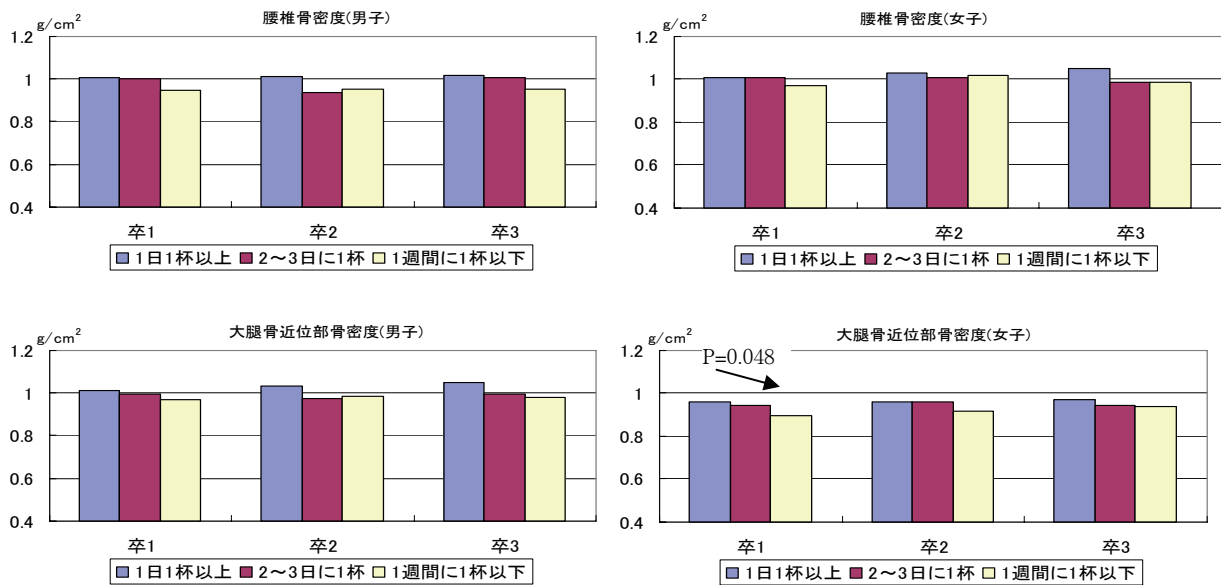 腰椎骨密度(男子)
g/cm²
1.2
1
0.8
0.6
0.4
卒1 卒2 卒3
1日1杯以上 2~3日に1杯 1週間に1杯以下
腰椎骨密度(女子)
g/cm²
1.2
1
0.8
0.6
0.4
卒1 卒2 卒3
1日1杯以上 2~3日に1杯 1週間に1杯以下
大腿骨近位部骨密度(男子)
g/cm²
1.2
1
0.8
0.6
0.4
卒1 卒2 卒3
1日1杯以上 2~3日に1杯 1週間に1杯以下
大腿骨近位部骨密度(女子)
g/cm²
P=0.048
1.2
1
0.8
0.6
0.4
卒1 卒2 卒3
1日1杯以上 2~3日に1杯 1週間に1杯以下